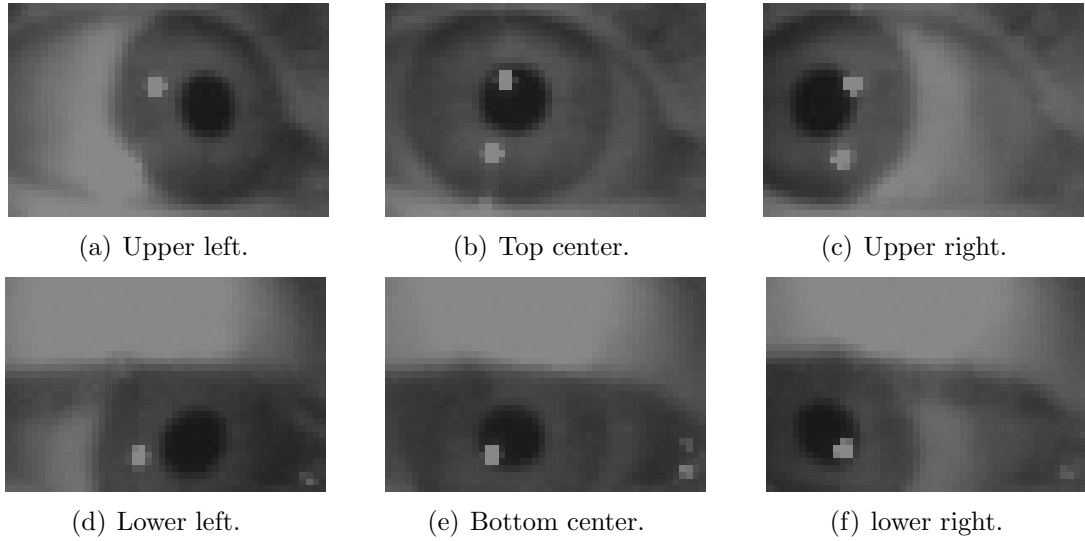 (a) Upper left.
(b) Top center.
(c) Upper right.
(d) Lower left.
(e) Bottom center.
(f) lower right.